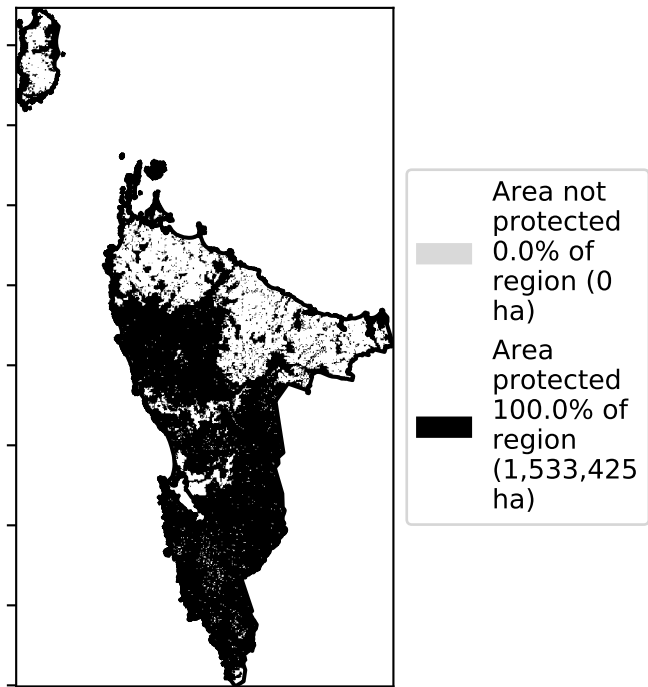 Area not
protected
0.0% of
region (0
ha)
Area
protected
100.0% of
region
(1,533,425
ha)